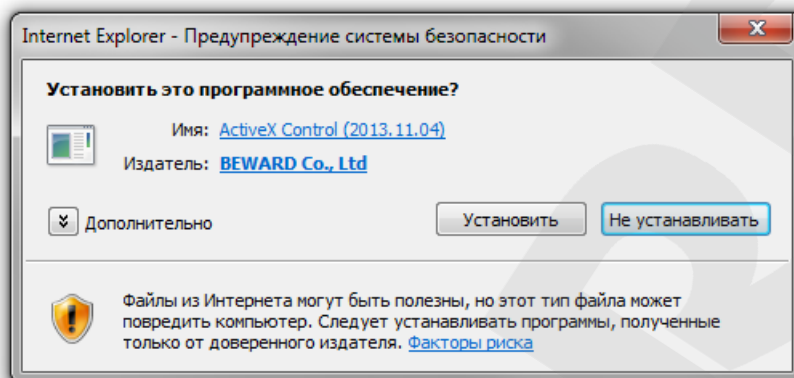 Internet Explorer - Предупреждение системы безопасности
Установить это программное обеспечение?
Имя: ActiveX Control (2013.11.04)
Издатель: BEWARD Co., Ltd
Дополнительно
Установить
Не устанавливать
Файлы из Интернета могут быть полезны, но этот тип файла может
повредить компьютер. Следует устанавливать программы, полученные
только от доверенного издателя. Факторы риска